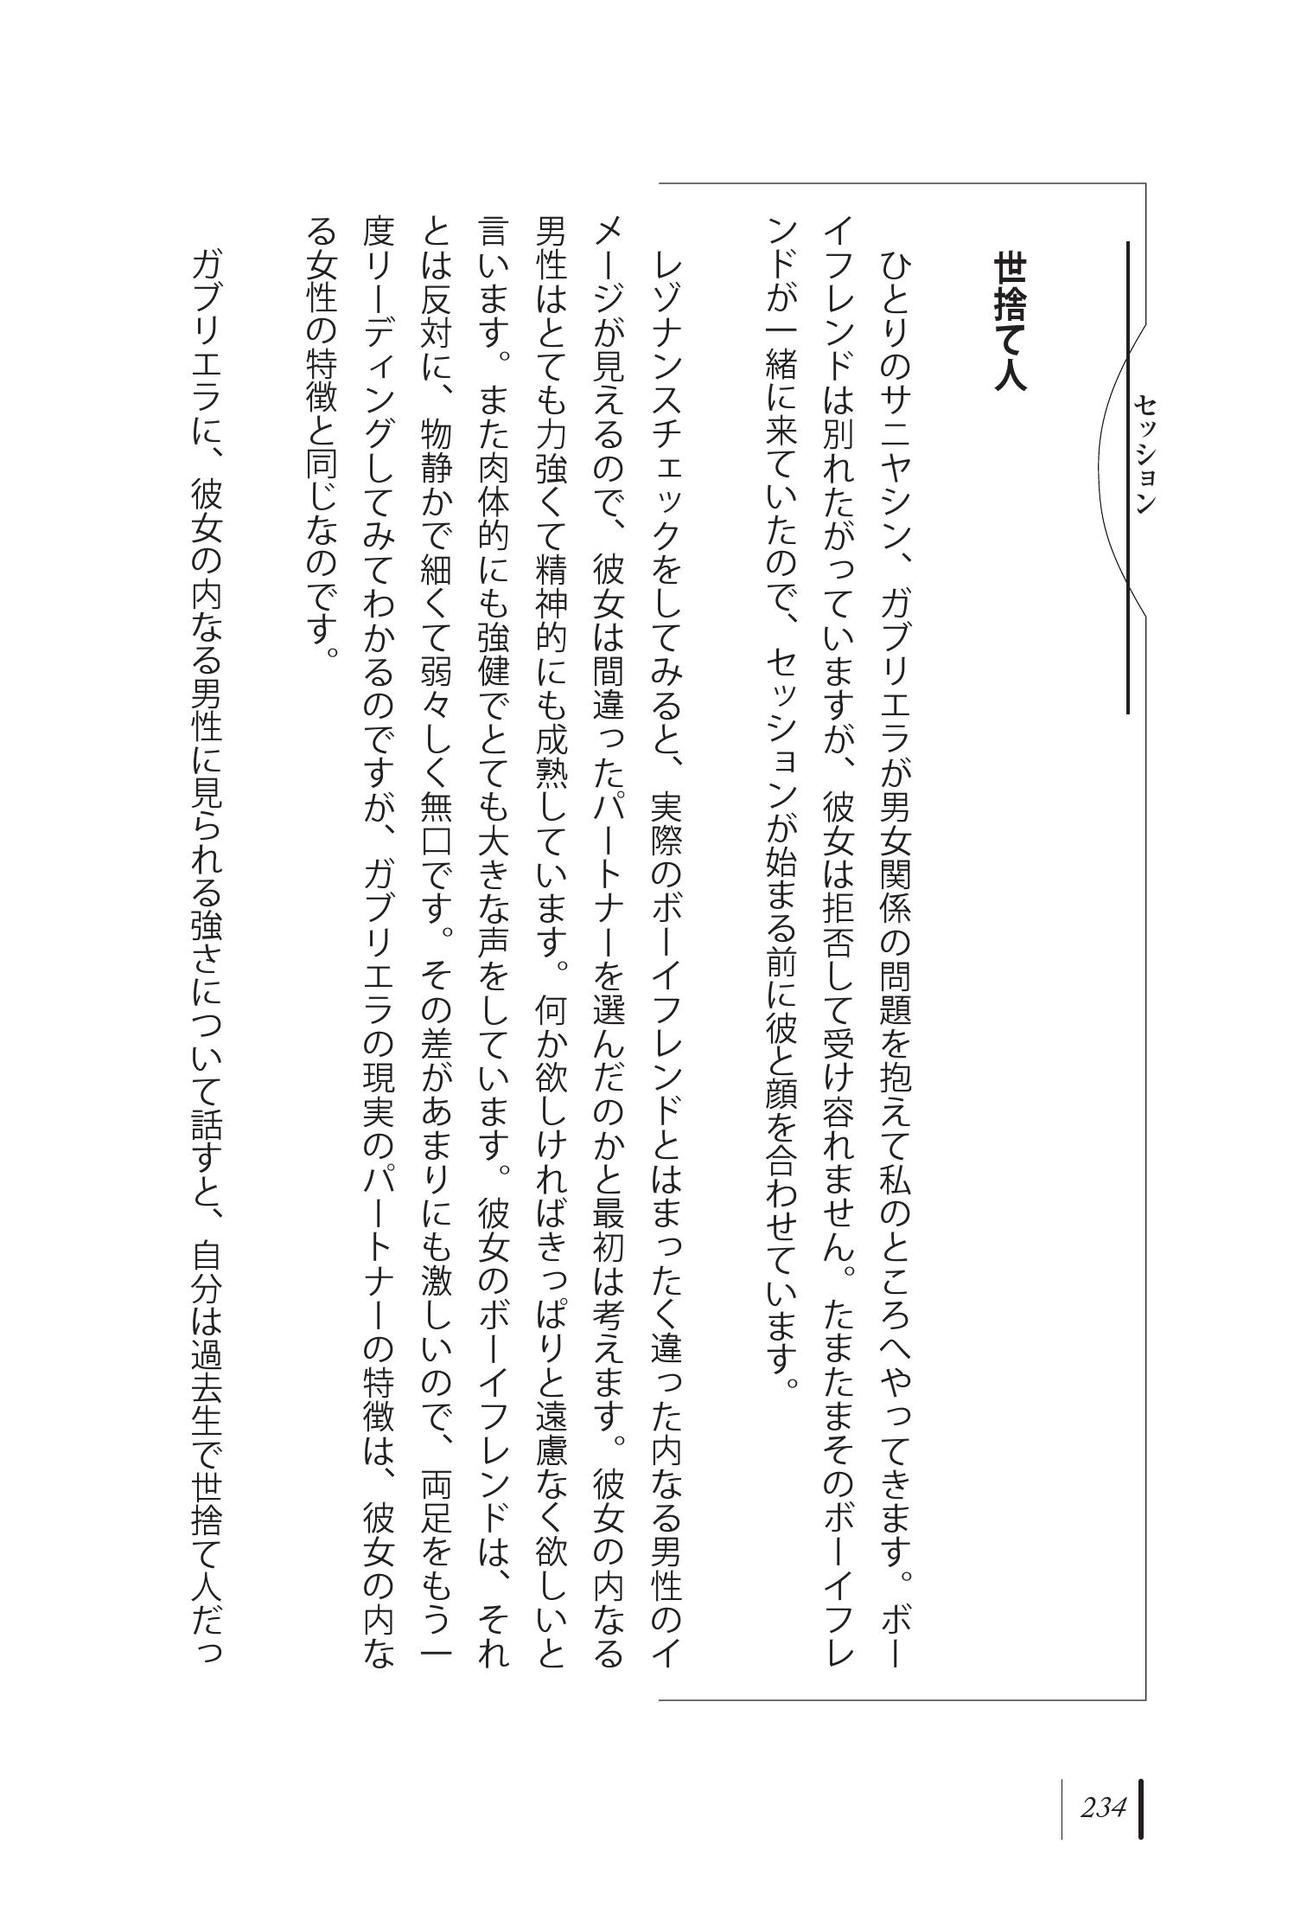 セッション
世捨て人
ひとりのサニヤシン、ガブリエラが男女関係の問題を抱えて私のところへやってきます。ボー
イフレンドは別れたがっていますが、彼女は拒否して受け容れません。たまたまそのボーイフレ
ンドが一緒に来ていたので、セッションが始まる前に彼と顔を合わせています。
レゾナンスチェックをしてみると、実際のボーイフレンドとはまったく違った内なる男性のイ
メージが見えるので、彼女は間違ったパートナーを選んだのかと最初は考えます。彼女の内なる
男性はとても力強くて精神的にも成熟しています。何か欲しければきっぱりと遠慮なく欲しいと
言います。また肉体的にも強健でとても大きな声をしています。彼女のボーイフレンドは、それ
とは反対に、物静かで細くて弱々しく無口です。その差があまりにも激しいので、両足をもう一
度リーディングしてみてわかるのですが、ガブリエラの現実のパートナーの特徴は、彼女の内な
る女性の特徴と同じなのです。
ガブリエラに、彼女の内なる男性に見られる強さについて話すと、自分は過去生で世捨て人だっ
234